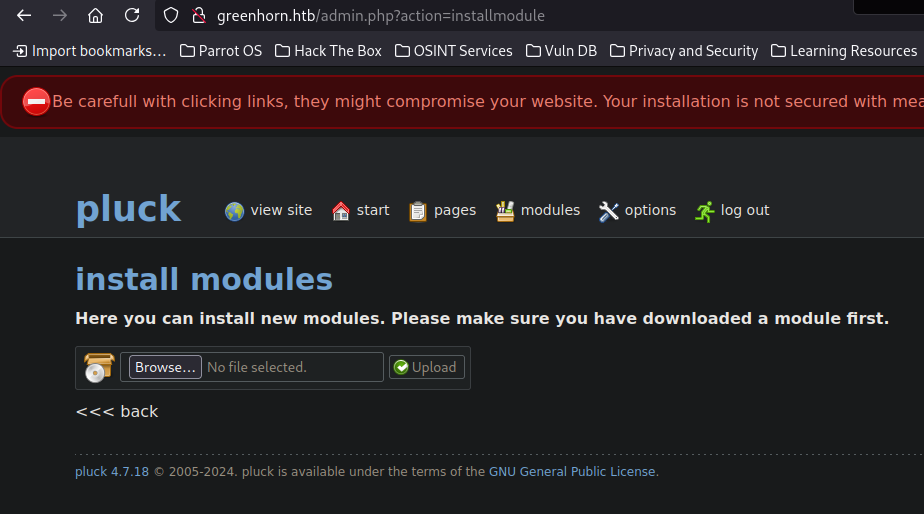 greenhorn.htb/admin.php?action=installmodule
Import bookmarks... Parrot OS Hack The Box OSINT Services Vuln DB Privacy and Security Learning Resources
Be carefull with clicking links, they might compromise your website. Your installation is not secured with mea
pluck view site start pages modules options log out
install modules
Here you can install new modules. Please make sure you have downloaded a module first.
Browse... No file selected. Upload
<<< back
pluck 4.7.18 © 2005-2024. pluck is available under the terms of the GNU General Public License.